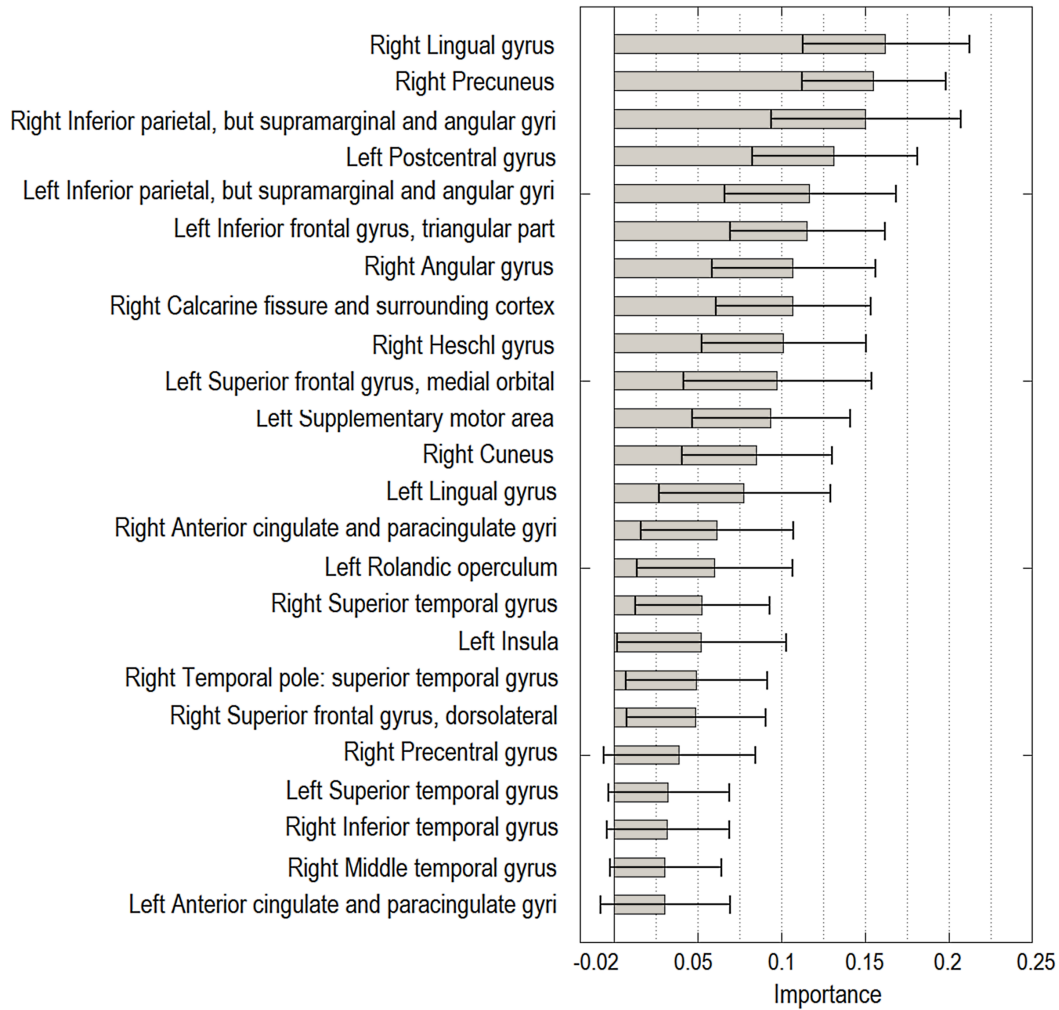 Right Lingual gyrus
Right Precuneus
Right Inferior parietal, but supramarginal and angular gyri
Left Postcentral gyrus
Left Inferior parietal, but supramarginal and angular gyri
Left Inferior frontal gyrus, triangular part
Right Angular gyrus
Right Calcarine fissure and surrounding cortex
Right Heschl gyrus
Left Superior frontal gyrus, medial orbital
Left Supplementary motor area
Right Cuneus
Left Lingual gyrus
Right Anterior cingulate and paracingulate gyri
Left Rolandic operculum
Right Superior temporal gyrus
Left Insula
Right Temporal pole: superior temporal gyrus
Right Superior frontal gyrus, dorsolateral
Right Precentral gyrus
Left Superior temporal gyrus
Right Inferior temporal gyrus
Right Middle temporal gyrus
Left Anterior cingulate and paracingulate gyri
-0.02 0.05 0.1 0.15 0.2 0.25
Importance